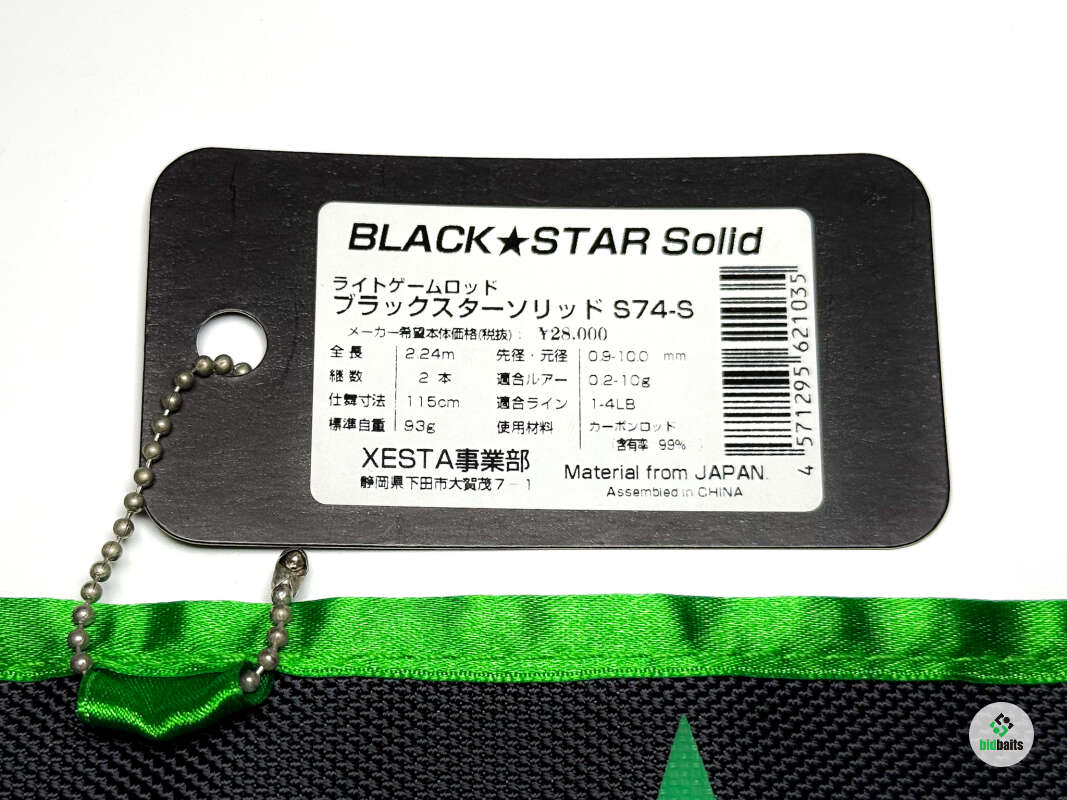 BLACK★STAR Solid
ライトゲームロッド
ブラックスターソリッド S74-S
メーカー希望本体価格(税抜): ¥28,000
全長 2.24m 先径・元径 0.9-10.0 mm
継数 2 本 適合ルアー 0.2-10g
仕舞寸法 115cm 適合ライン 1-4LB
標準自重 93g 使用材料 カーボンロッド
(含有率 99% )
XESTA事業部
静岡県下田市大賀茂7-1
Material from JAPAN.
Assembled in CHINA
4 571295 621035
bidbaits